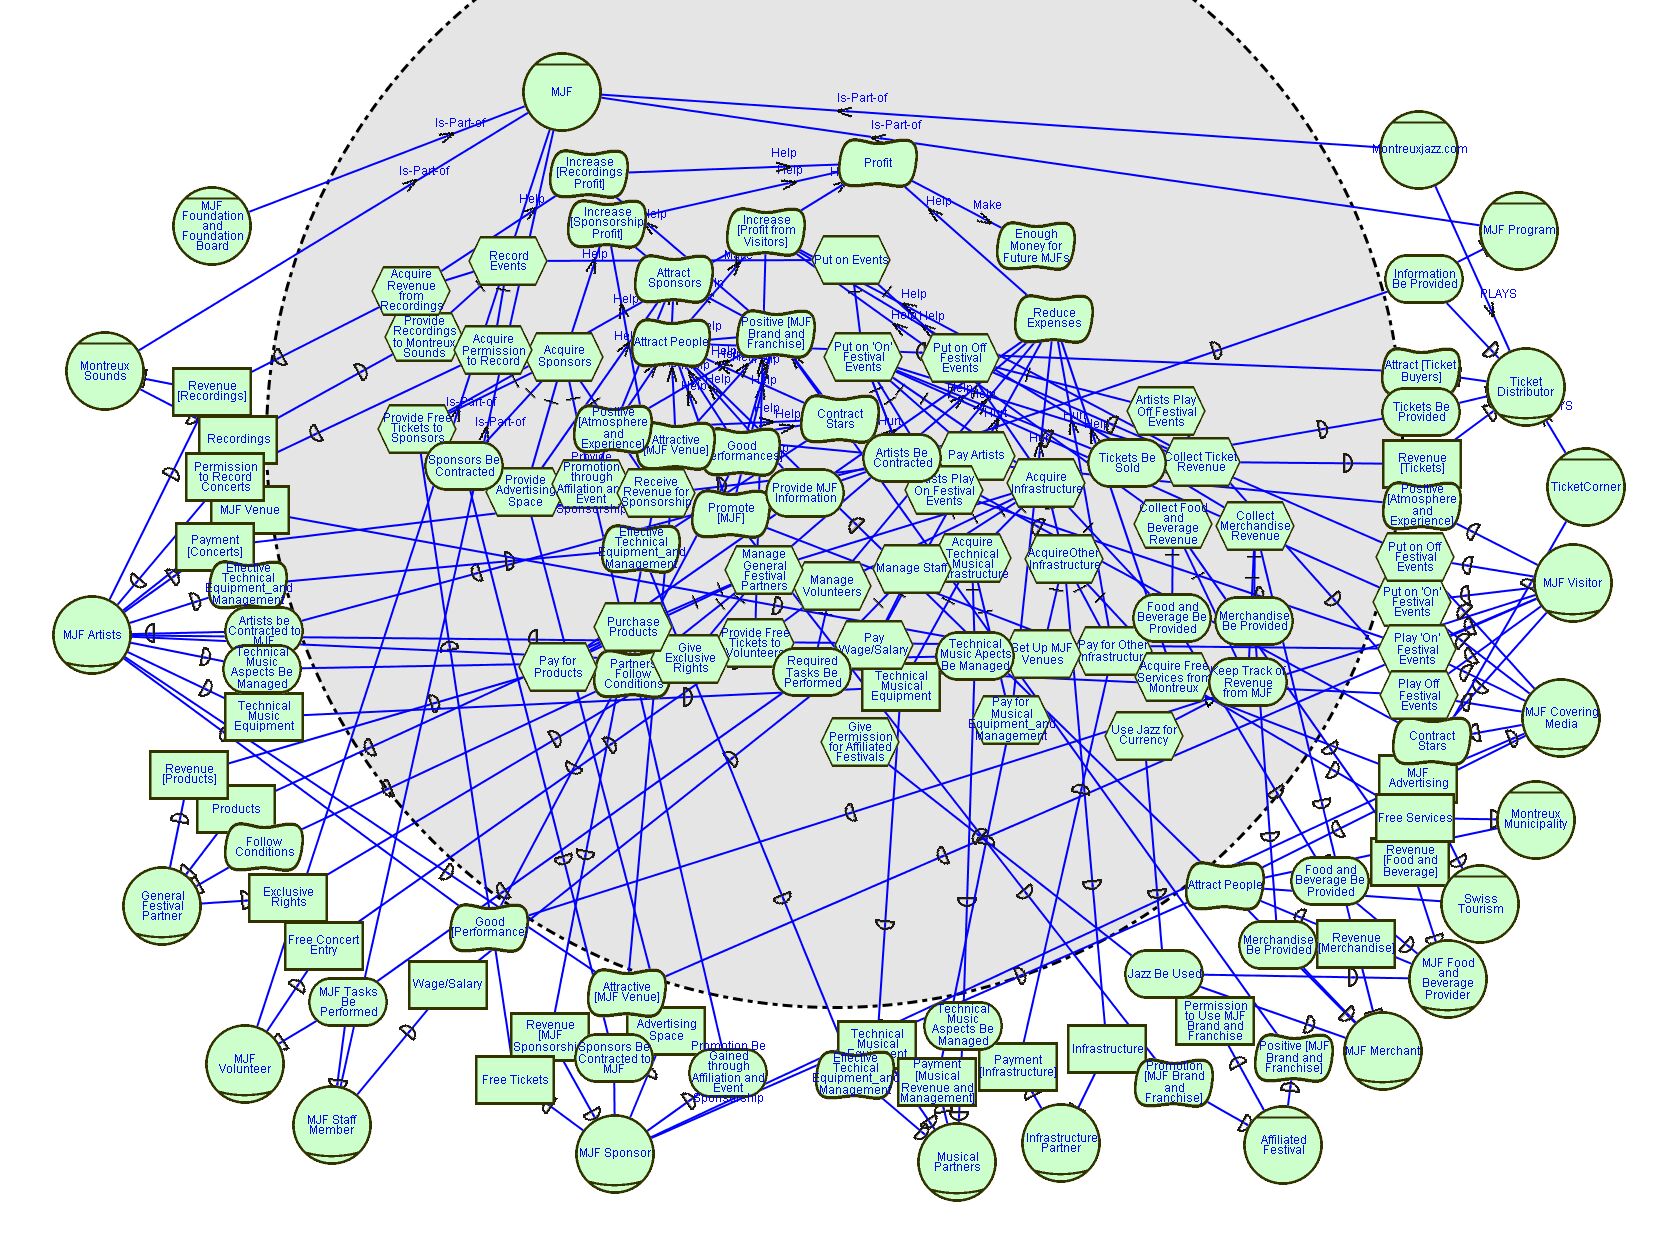 MJF
Is-Part-of
Is-Part-of
Is-Part-of
Is-Part-of
Montreuxjazz.com
MJF
Foundation
and
Foundation
Board
Increase
[Recordings
Profit]
Help
Help
Profit
MJF Program
Help
Increase
[Sponsorship
Profit]
Help
Increase
[Profit from
Visitors]
Help
Make
Enough
Money for
Future MJFs
Record
Events
Help
Put on Events
Acquire
Revenue
from
Recordings
Attract
Sponsors
Information
Be Provided
PLAYS
Help
Help
Reduce
Expenses
Provide
Recordings
to Montreux
Sounds
Acquire
Permission
to Record
Acquire
Sponsors
Attract People
Positive [MJF
Brand and
Franchise]
Help
Put on 'On'
Festival
Events
Put on Off
Festival
Events
Montreux
Sounds
Revenue
[Recordings]
Attract [Ticket
Buyers]
Ticket
Distributor
Help
Help
Help
Is-Part-of
Is-Part-of
Provide Free
Tickets to
Sponsors
Positive
[Atmosphere
and
Experience]
Help
Help
Contract
Stars
Hurt
Help
Artists Play
Off Festival
Events
Tickets Be
Provided
Recordings
Attractive
[MJF Venue]
Good
Artists Be
Contracted
Pay Artists
Help
Tickets Be
Sold
Collect Ticket
Revenue
Revenue
[Tickets]
TicketCorner
Permission
to Record
Concerts
Sponsors Be
Contracted
Provide
Advertising
Space
Provide
Promotion
through
Event
Receive
Revenue for
Sponsorship
Provide MJF
Information
On Festival
Events
Acquire
Infrastructure
Positive
[Atmosphere
and
Experience]
MJF Venue
Promote
[MJF]
Collect Food
and
Beverage
Revenue
Collect
Merchandise
Revenue
Payment
[Concerts]
Effective
Technical
Equipment_and
Management
Manage
General
Festival
Partners
Manage Staff
Acquire
Technical
Musical
AcquireOther
Infrastructure
Put on Off
Festival
Events
Effective
Technical
Equipment_and
Management
Manage
Volunteers
MJF Visitor
Put on 'On'
Festival
Events
Artists be
Contracted to
MJF
Purchase
Products
Provide Free
Tickets to
Volunteers
Pay
Wage/Salary
Food and
Beverage Be
Provided
Merchandise
Be Provided
MJF Artists
Play 'On'
Festival
Events
Technical
Music
Aspects Be
Managed
Pay for
Products
Partners
Follow
Conditions
Give
Exclusive
Rights
Required
Tasks Be
Performed
Technical
Musical
Equipment
Technical
Music Apects
Be Managed
Set Up MJF
Venues
Pay for Other
Acquire Free
Services from
Montreux
Keep Track of
Revenue
from MJF
Play Off
Festival
Events
Technical
Music
Equipment
Give
Permission
for Affiliated
Festivals
Pay for
Musical
Equipment_and
Management
Use Jazz for
Currency
MJF Covering
Media
Contract
Stars
Revenue
[Products]
MJF
Advertising
Products
Free Services
Montreux
Municipality
Follow
Conditions
Revenue
[Food and
Beverage]
General
Festival
Partner
Exclusive
Rights
Attract People
Food and
Beverage Be
Provided
Swiss
Tourism
Good
[Performance
Free Concert
Entry
Merchandise
Be Provided
Revenue
[Merchandise]
Wage/Salary
MJF Tasks
Be
Performed
Attractive
[MJF Venue]
Jazz Be Used
MJF Food
and
Beverage
Provider
Revenue
[MJF
Advertising
Space
Technical
Music
Aspects Be
Managed
Permission
to Use MJF
Brand and
Franchise
MJF
Volunteer
Sponsors Be
Contracted to
MJF
Promotion Be
Gained
through
Affiliation and
Event
Sponsorship
Technical
Musical
Effective
Techical
Equipment_and
Management
Payment
[Musical
Revenue and
Management]
Payment
[Infrastructure]
Infrastructure
Positive [MJF
Brand and
Franchise]
MJF Merchant
Free Tickets
Promotion
[MJF Brand
and
Franchise]
MJF Staff
Member
MJF Sponsor
Musical
Partners
Infrastructure
Partner
Affiliated
Festival